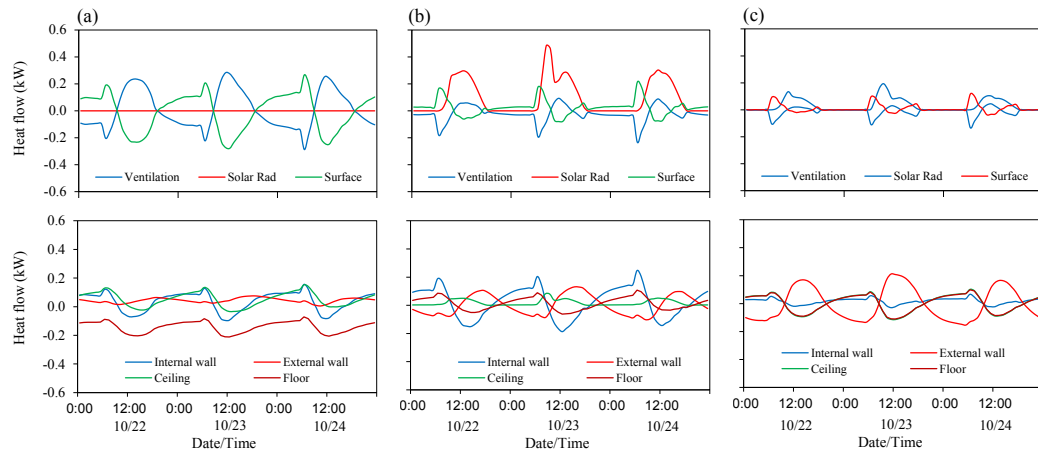 (a)
(b)
(c)
Heat flow (kW)
0.6
0.4
0.2
0.0
-0.2
-0.4
-0.6
Ventilation Solar Rad Surface
Ventilation Solar Rad Surface
Ventilation Solar Rad Surface
Heat flow (kW)
0.6
0.4
0.2
0.0
-0.2
-0.4
-0.6
Internal wall External wall
Ceiling Floor
Internal wall External wall
Ceiling Floor
Internal wall External wall
Ceiling Floor
0:00 12:00 0:00 12:00 0:00 12:00
10/22 10/23 10/24
Date/Time
0:00 12:00 0:00 12:00 0:00 12:00
10/22 10/23 10/24
Date/Time
0:00 12:00 0:00 12:00 0:00 12:00
10/22 10/23 10/24
Date/Time